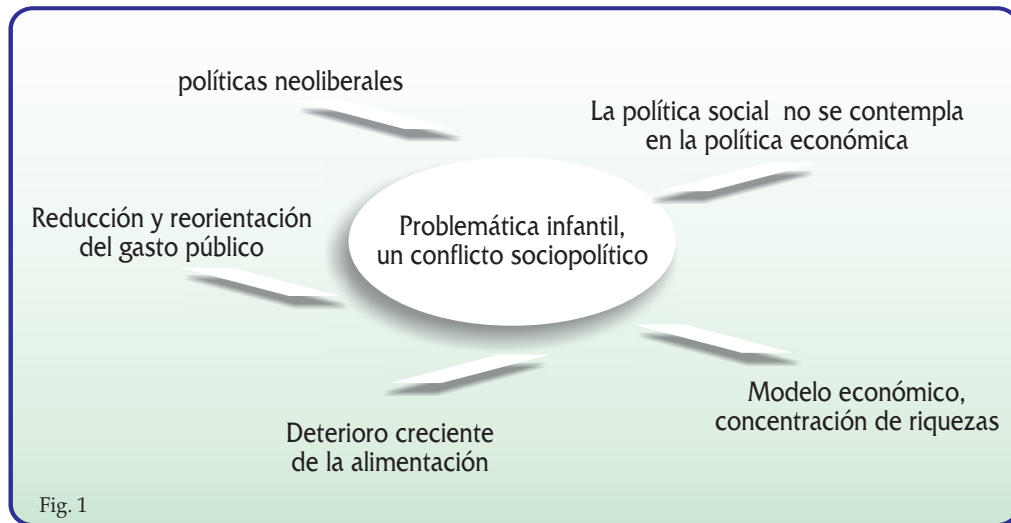 políticas neoliberales
La política social no se contempla
en la política económica
Reducción y reorientación
del gasto público
Problemática infantil,
un conflicto sociopolítico
Modelo económico,
concentración de riquezas
Deterioro creciente
de la alimentación
Fig. 1